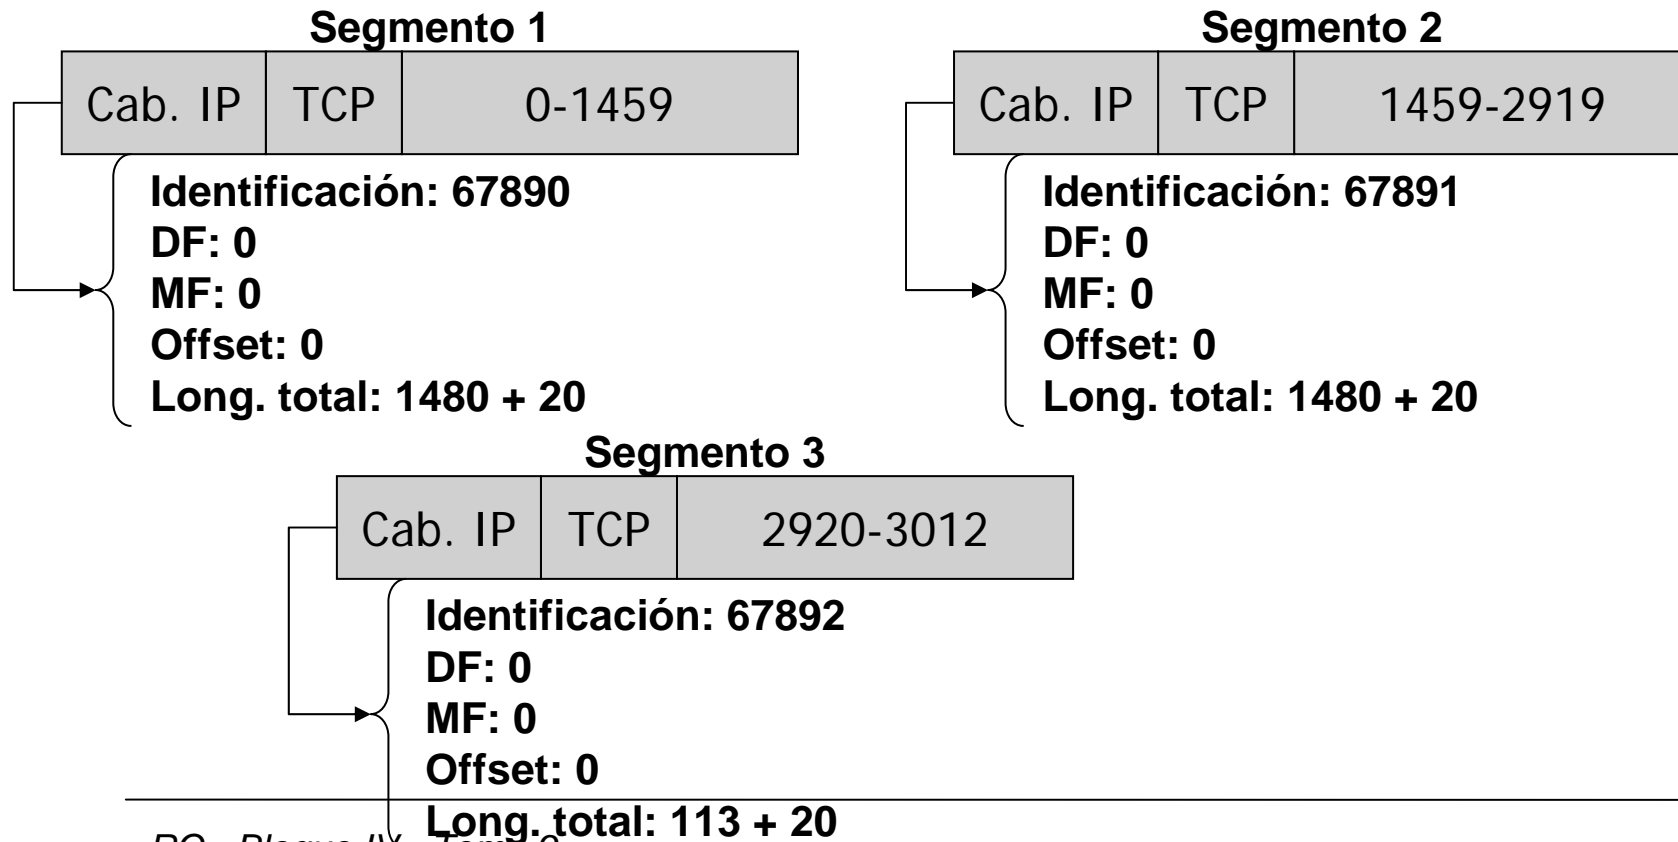 Segmento 1
Cab. IP TCP 0-1459
Identificación: 67890
DF: 0
MF: 0
Offset: 0
Long. total: 1480 + 20
Segmento 2
Cab. IP TCP 1459-2919
Identificación: 67891
DF: 0
MF: 0
Offset: 0
Long. total: 1480 + 20
Segmento 3
Cab. IP TCP 2920-3012
Identificación: 67892
DF: 0
MF: 0
Offset: 0
Long. total: 113 + 20